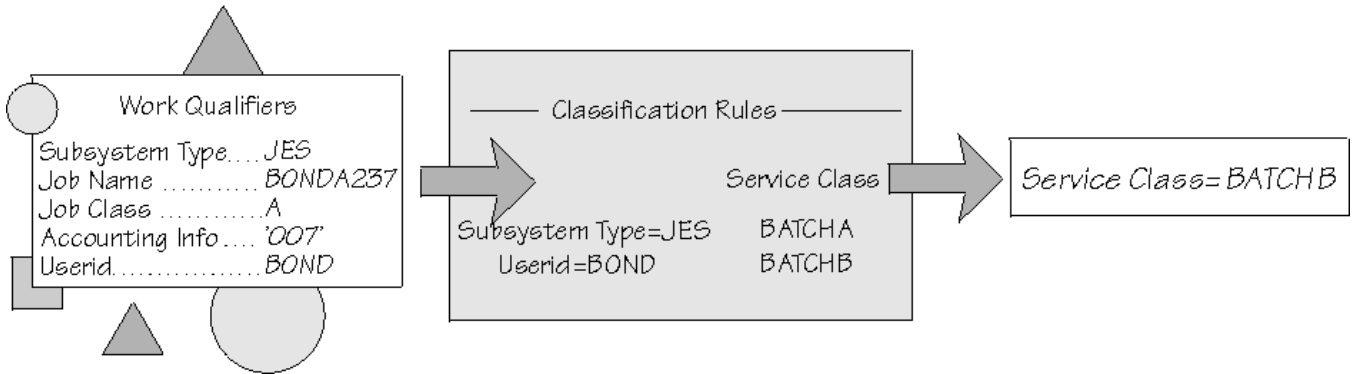 Work Qualifiers
Subsystem Type....JES
Job Name ...........BONDA237
Job Class ............A
Accounting Info....'007'
Userid.................BOND
Classification Rules
Service Class
Subsystem Type=JES BATCHA
Userid=BOND BATCHB
Service Class=BATCHB